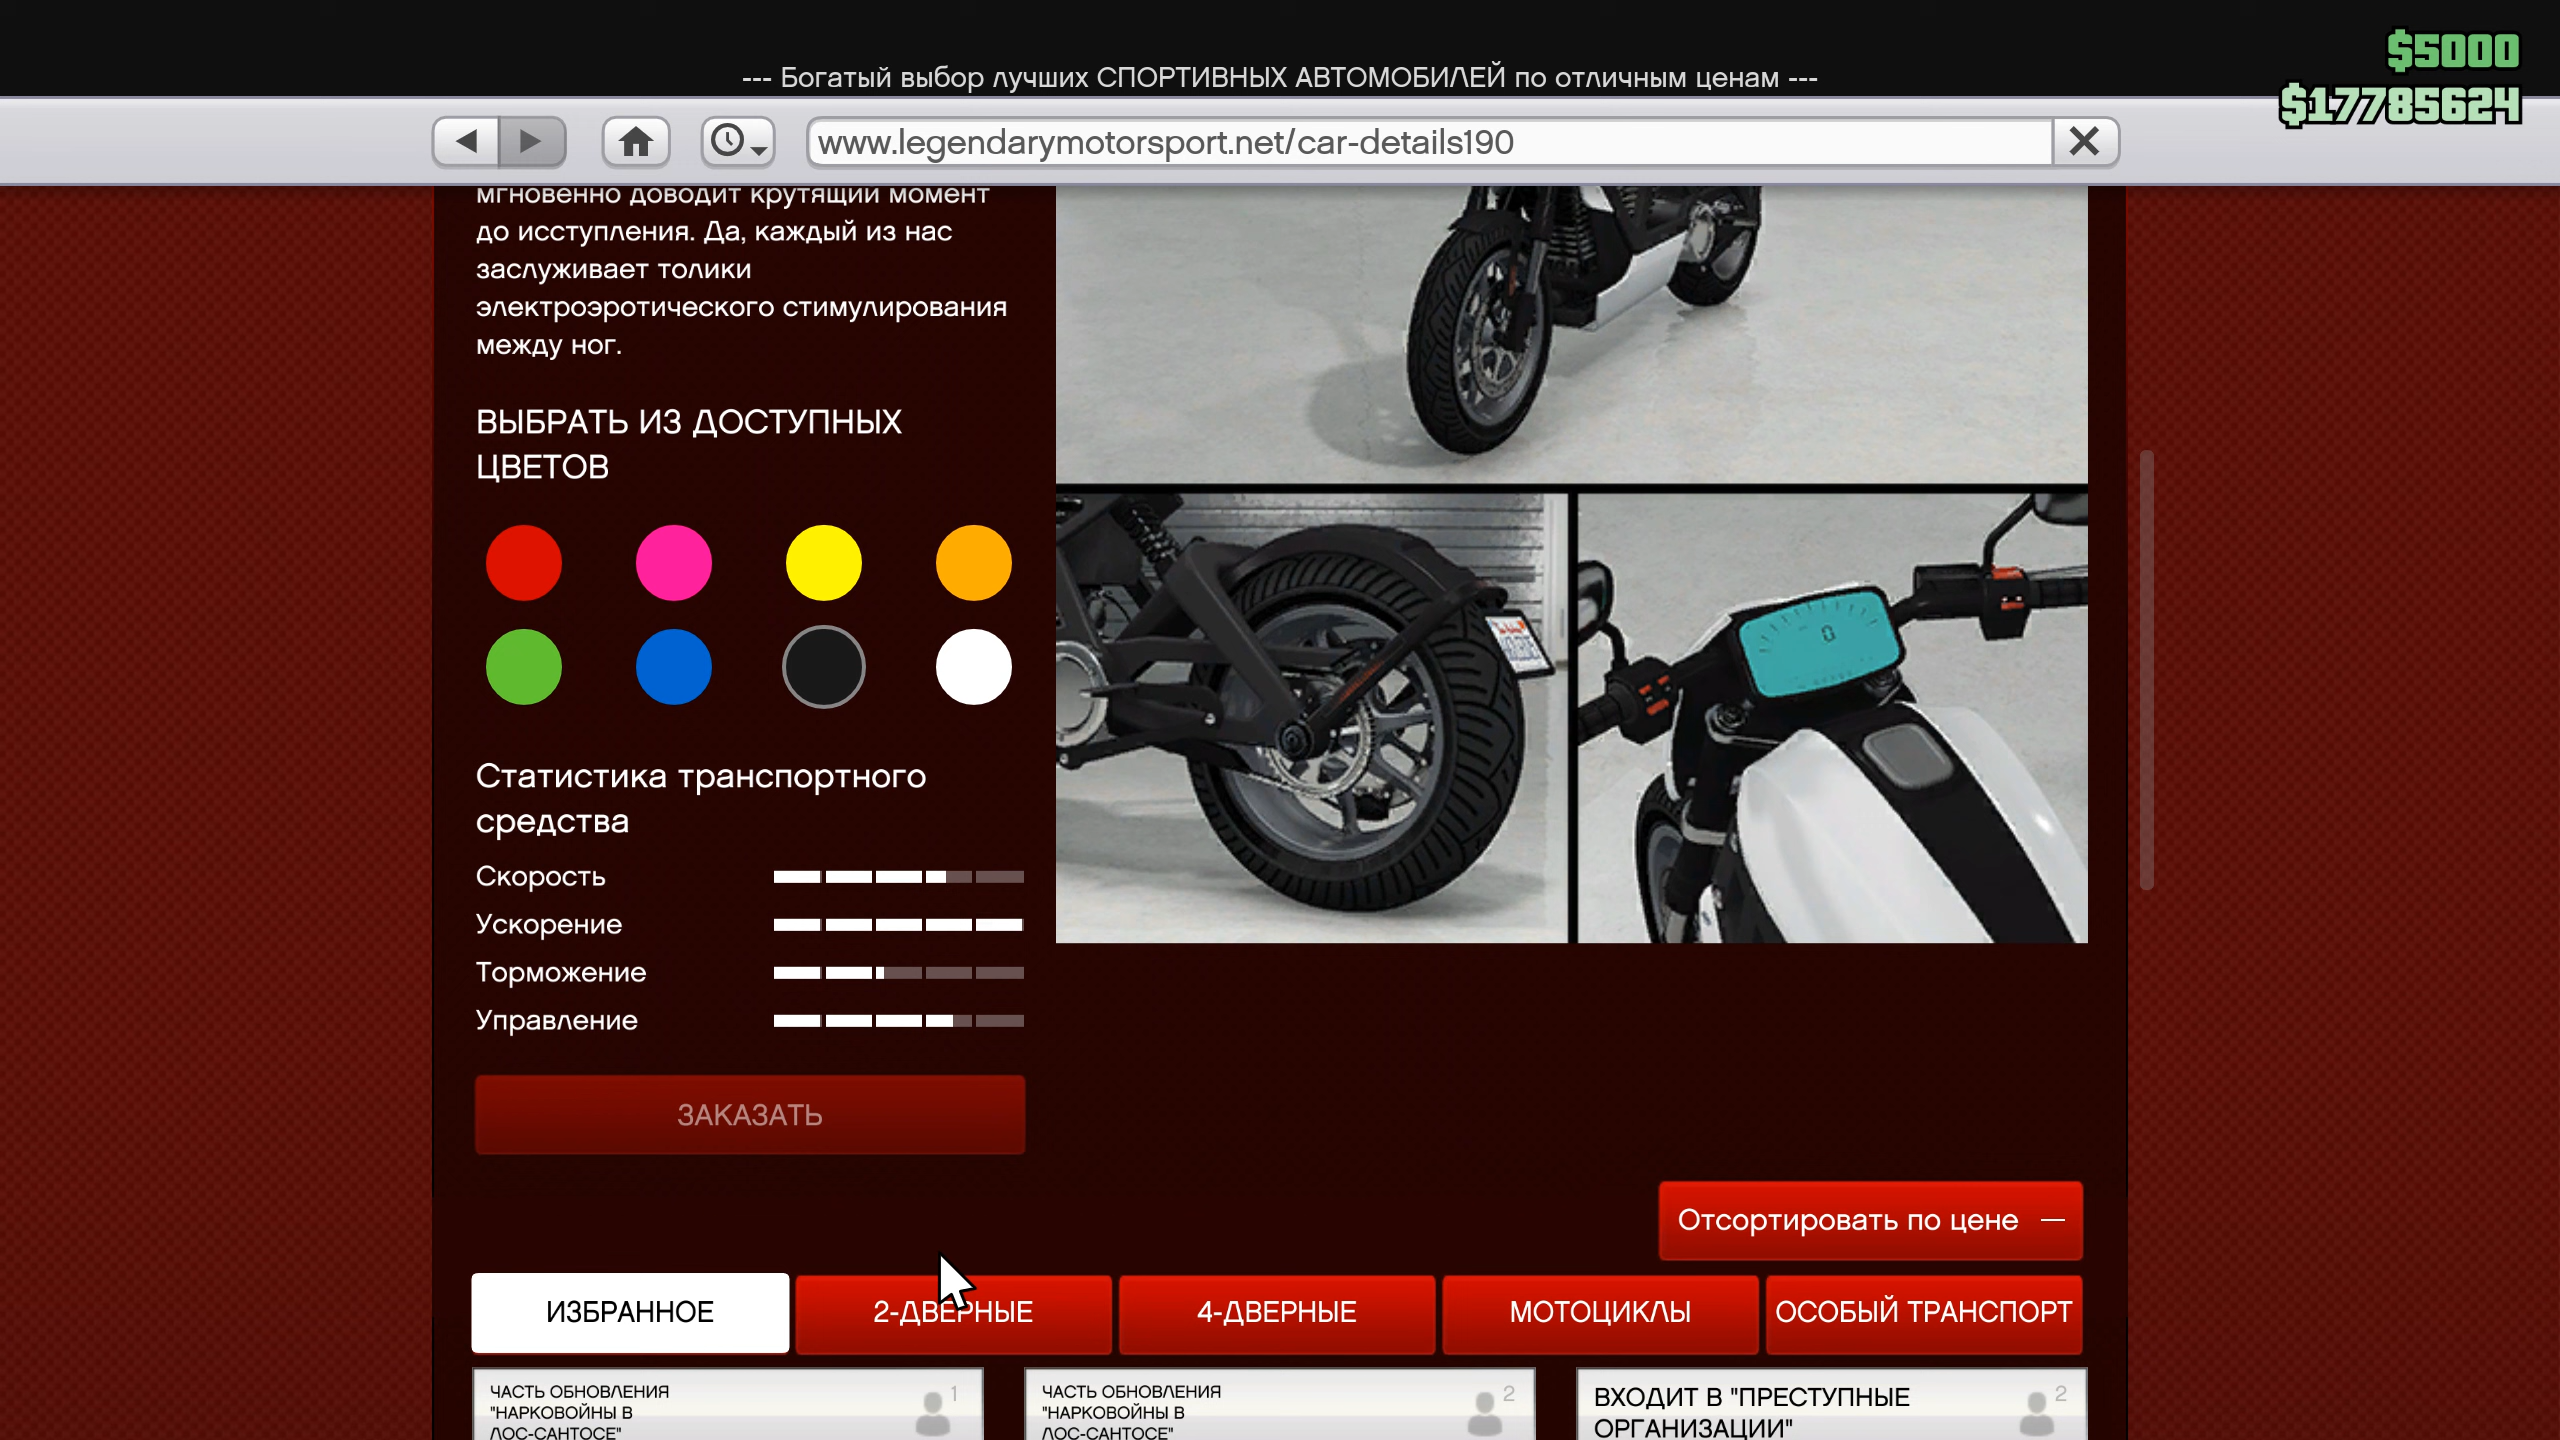 --- Богатый выбор лучших СПОРТИВНЫХ АВТОМОБИЛЕЙ по отличным ценам ---
$5000
$17785624
www.legendarymotorsport.net/car-details190
мгновенно доводит крутящий момент
до исступления. Да, каждый из нас
заслуживает толики
электроэротического стимулирования
между ног.
ВЫБРАТЬ ИЗ ДОСТУПНЫХ
ЦВЕТОВ
Статистика транспортного
средства
Скорость
Ускорение
Торможение
Управление
ЗАКАЗАТЬ
0
Отсортировать по цене —
ИЗБРАННОЕ
2-ДВЕРНЫЕ
4-ДВЕРНЫЕ
МОТОЦИКЛЫ
ОСОБЫЙ ТРАНСПОРТ
ЧАСТЬ ОБНОВЛЕНИЯ
"НАРКОВОЙНЫ В
ЛОС-САНТОСЕ"
1
ЧАСТЬ ОБНОВЛЕНИЯ
"НАРКОВОЙНЫ В
ЛОС-САНТОСЕ"
2
ВХОДИТ В "ПРЕСТУПНЫЕ
ОРГАНИЗАЦИИ"
2